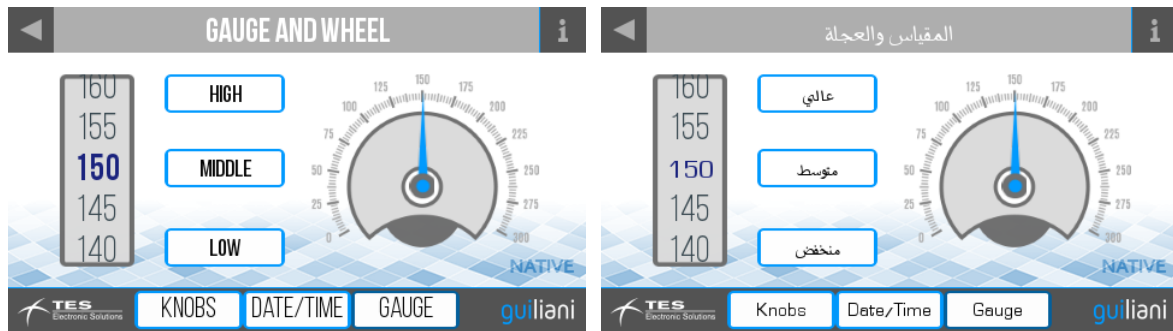 GAUGE AND WHEEL
i
160
155
150
145
140
HIGH
MIDDLE
LOW
0
25
50
75
100
125
150
175
200
225
250
275
300
NATIVE
TES
Electronic Solutions
KNOBS
DATE/TIME
GAUGE
guiliani
المقياس والعجلة
i
160
155
150
145
140
عالي
متوسط
منخفض
0
25
50
75
100
125
150
175
200
225
250
275
300
NATIVE
TES
Electronic Solutions
Knobs
Date/Time
Gauge
guiliani